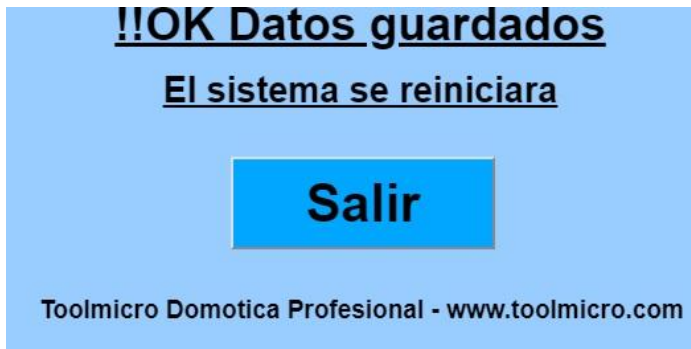 !!OK Datos guardados
El sistema se reiniciara
Salir
Toolmicro Domotica Profesional - www.toolmicro.com